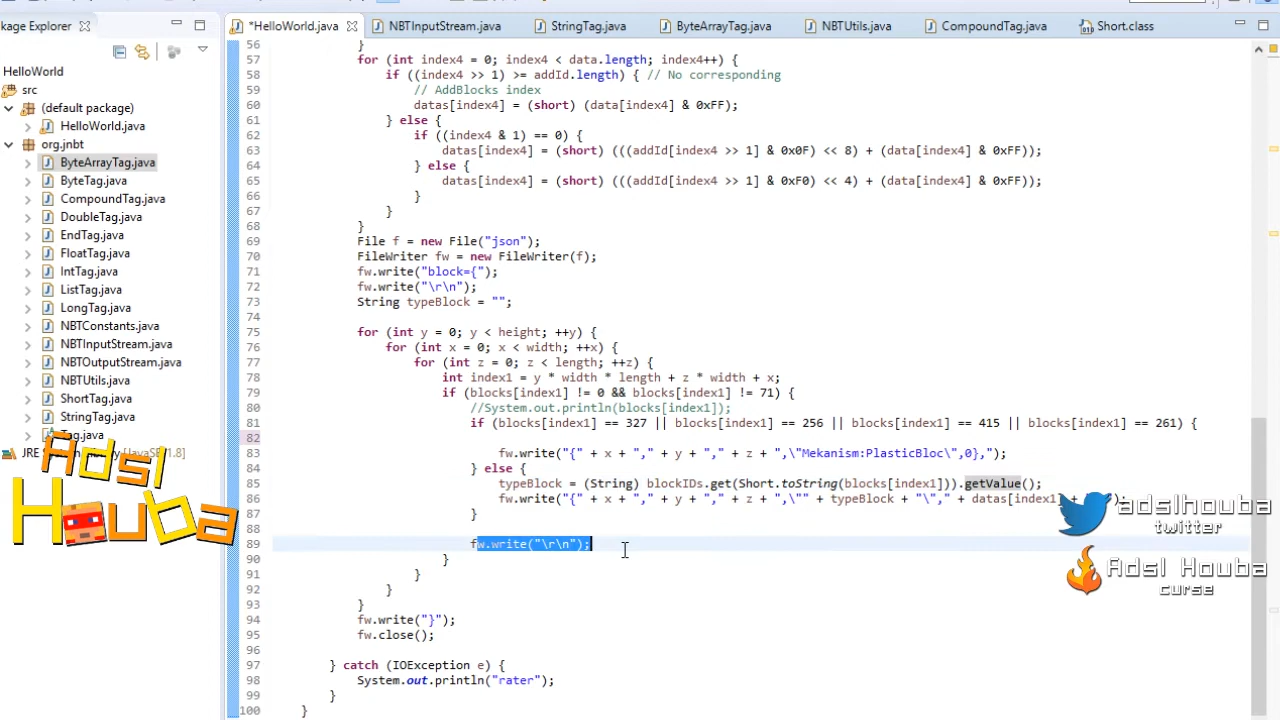 *HelloWorld.java
NBTInputStream.java
StringTag.java
ByteArrayTag.java
NBTUtils.java
CompoundTag.java
Short.class
kage Explorer
HelloWorld
src
(default package)
HelloWorld.java
org.jnbt
ByteArrayTag.java
ByteTag.java
CompoundTag.java
DoubleTag.java
EndTag.java
FloatTag.java
IntTag.java
ListTag.java
LongTag.java
NBTConstants.java
NBTInputStream.java
NBTOutputStream.java
NBTUtils.java
ShortTag.java
StringTag.java
Tag.java
JRE
1.8]
Adsl
Houba
56 }
57 for (int index4 = 0; index4 < data.length; index4++) {
58 if ((index4 >> 1) >= addId.length) { // No corresponding
59 // AddBlocks index
60 datas[index4] = (short) (data[index4] & 0xFF);
61 } else {
62 if ((index4 & 1) == 0) {
63 datas[index4] = (short) (((addId[index4 >> 1] & 0x0F) << 8) + (data[index4] & 0xFF));
64 } else {
65 datas[index4] = (short) (((addId[index4 >> 1] & 0xF0) << 4) + (data[index4] & 0xFF));
66 }
67 }
68 }
69 File f = new File("json");
70 FileWriter fw = new FileWriter(f);
71 fw.write("block={");
72 fw.write("\r\n");
73 String typeBlock = "";
74
75 for (int y = 0; y < height; ++y) {
76 for (int x = 0; x < width; ++x) {
77 for (int z = 0; z < length; ++z) {
78 int index1 = y * width * length + z * width + x;
79 if (blocks[index1] != 0 && blocks[index1] != 71) {
80 //System.out.println(blocks[index1]);
81 if (blocks[index1] == 327 || blocks[index1] == 256 || blocks[index1] == 415 || blocks[index1] == 261) {
82
83 fw.write("{" + x + "," + y + "," + z + ",\"Mekanism:PlasticBloc\",0},");
84 } else {
85 typeBlock = (String) blockIDs.get(Short.toString(blocks[index1])).getValue();
86 fw.write("{" + x + "," + y + "," + z + ",\"" + typeBlock + "\"," + datas[index1
87 }
88
89 fw.write("\r\n");
90 }
91 }
92 }
93 }
94 fw.write("}");
95 fw.close();
96
97 } catch (IOException e) {
98 System.out.println("rater");
99 }
100 }
adslhouba
twitter
Adsl Houba
curse